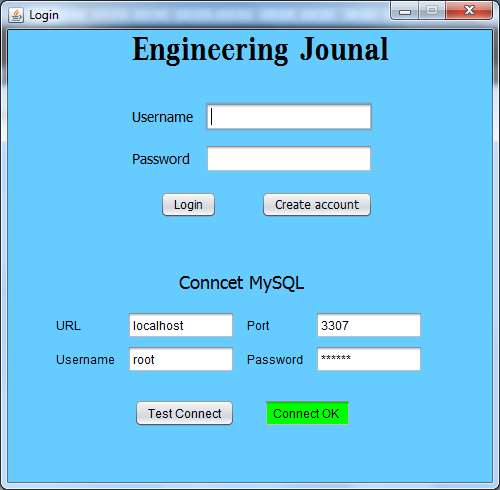 Login
Engineering Jounal
Username
Password
Login Create account
Conncet MySQL
URL localhost Port 3307
Username root Password ******
Test Connect Connect OK